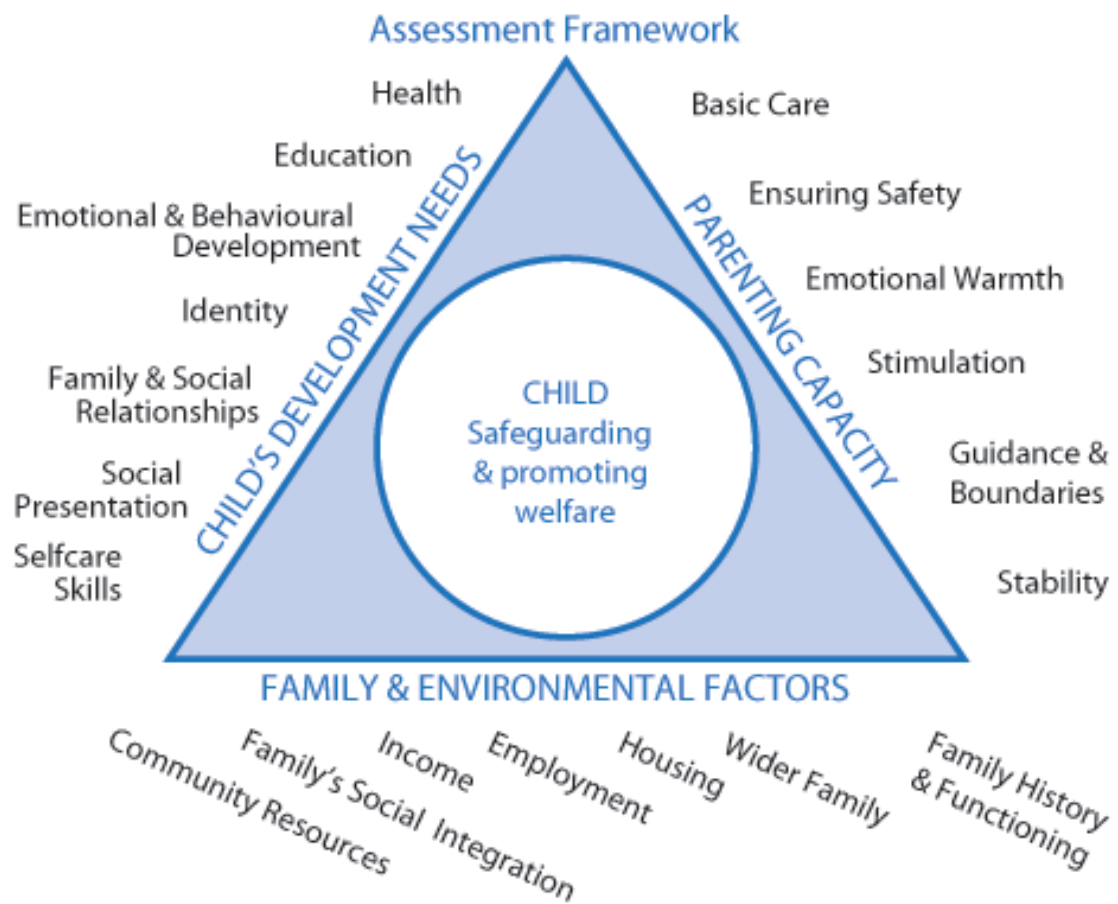 Assessment Framework
Health
Education
Emotional & Behavioural
Development
Identity
Family & Social
Relationships
Social
Presentation
Selfcare
Skills
CHILD'S DEVELOPMENT NEEDS
CHILD
Safeguarding
& promoting
welfare
PARENTING CAPACITY
Basic Care
Ensuring Safety
Emotional Warmth
Stimulation
Guidance &
Boundaries
Stability
FAMILY & ENVIRONMENTAL FACTORS
Community Resources
Family's Social Integration
Income
Employment
Housing
Wider Family
Family History
& Functioning